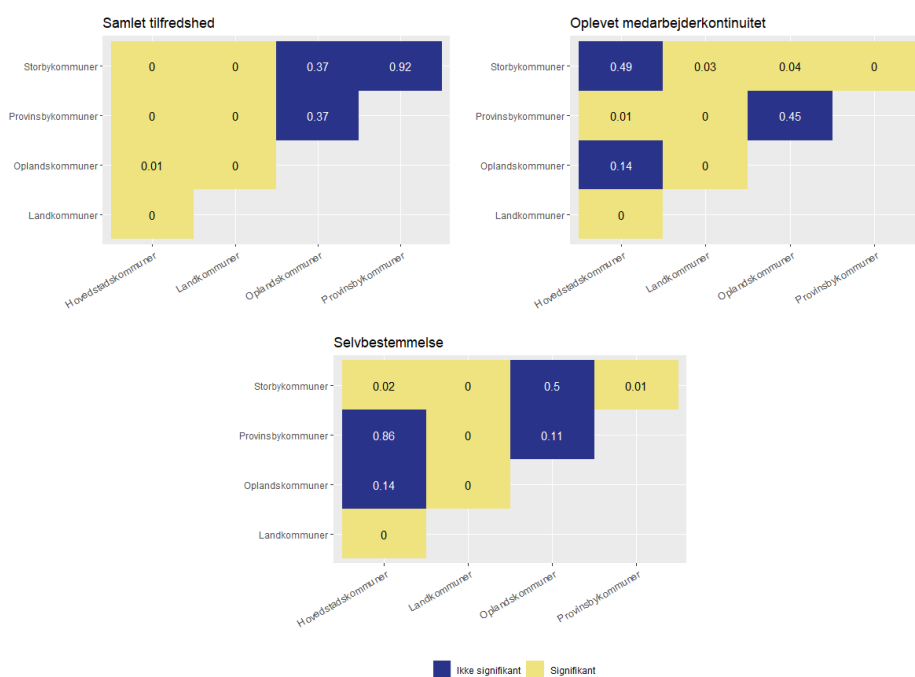 Samlet tilfredshed
Storbykommuner 0 0 0.37 0.92
Provinsbykommuner 0 0 0.37
Oplandskommuner 0.01 0
Landkommuner 0
Hovedstadskommuner Landkommuner Oplandskommuner Provinsbykommuner
Oplevet medarbejderkontinuitet
Storbykommuner 0.49 0.03 0.04 0
Provinsbykommuner 0.01 0 0.45
Oplandskommuner 0.14 0
Landkommuner 0
Hovedstadskommuner Landkommuner Oplandskommuner Provinsbykommuner
Selvbestemmelse
Storbykommuner 0.02 0 0.5 0.01
Provinsbykommuner 0.86 0 0.11
Oplandskommuner 0.14 0
Landkommuner 0
Hovedstadskommuner Landkommuner Oplandskommuner Provinsbykommuner
Ikke signifikant Signifikant